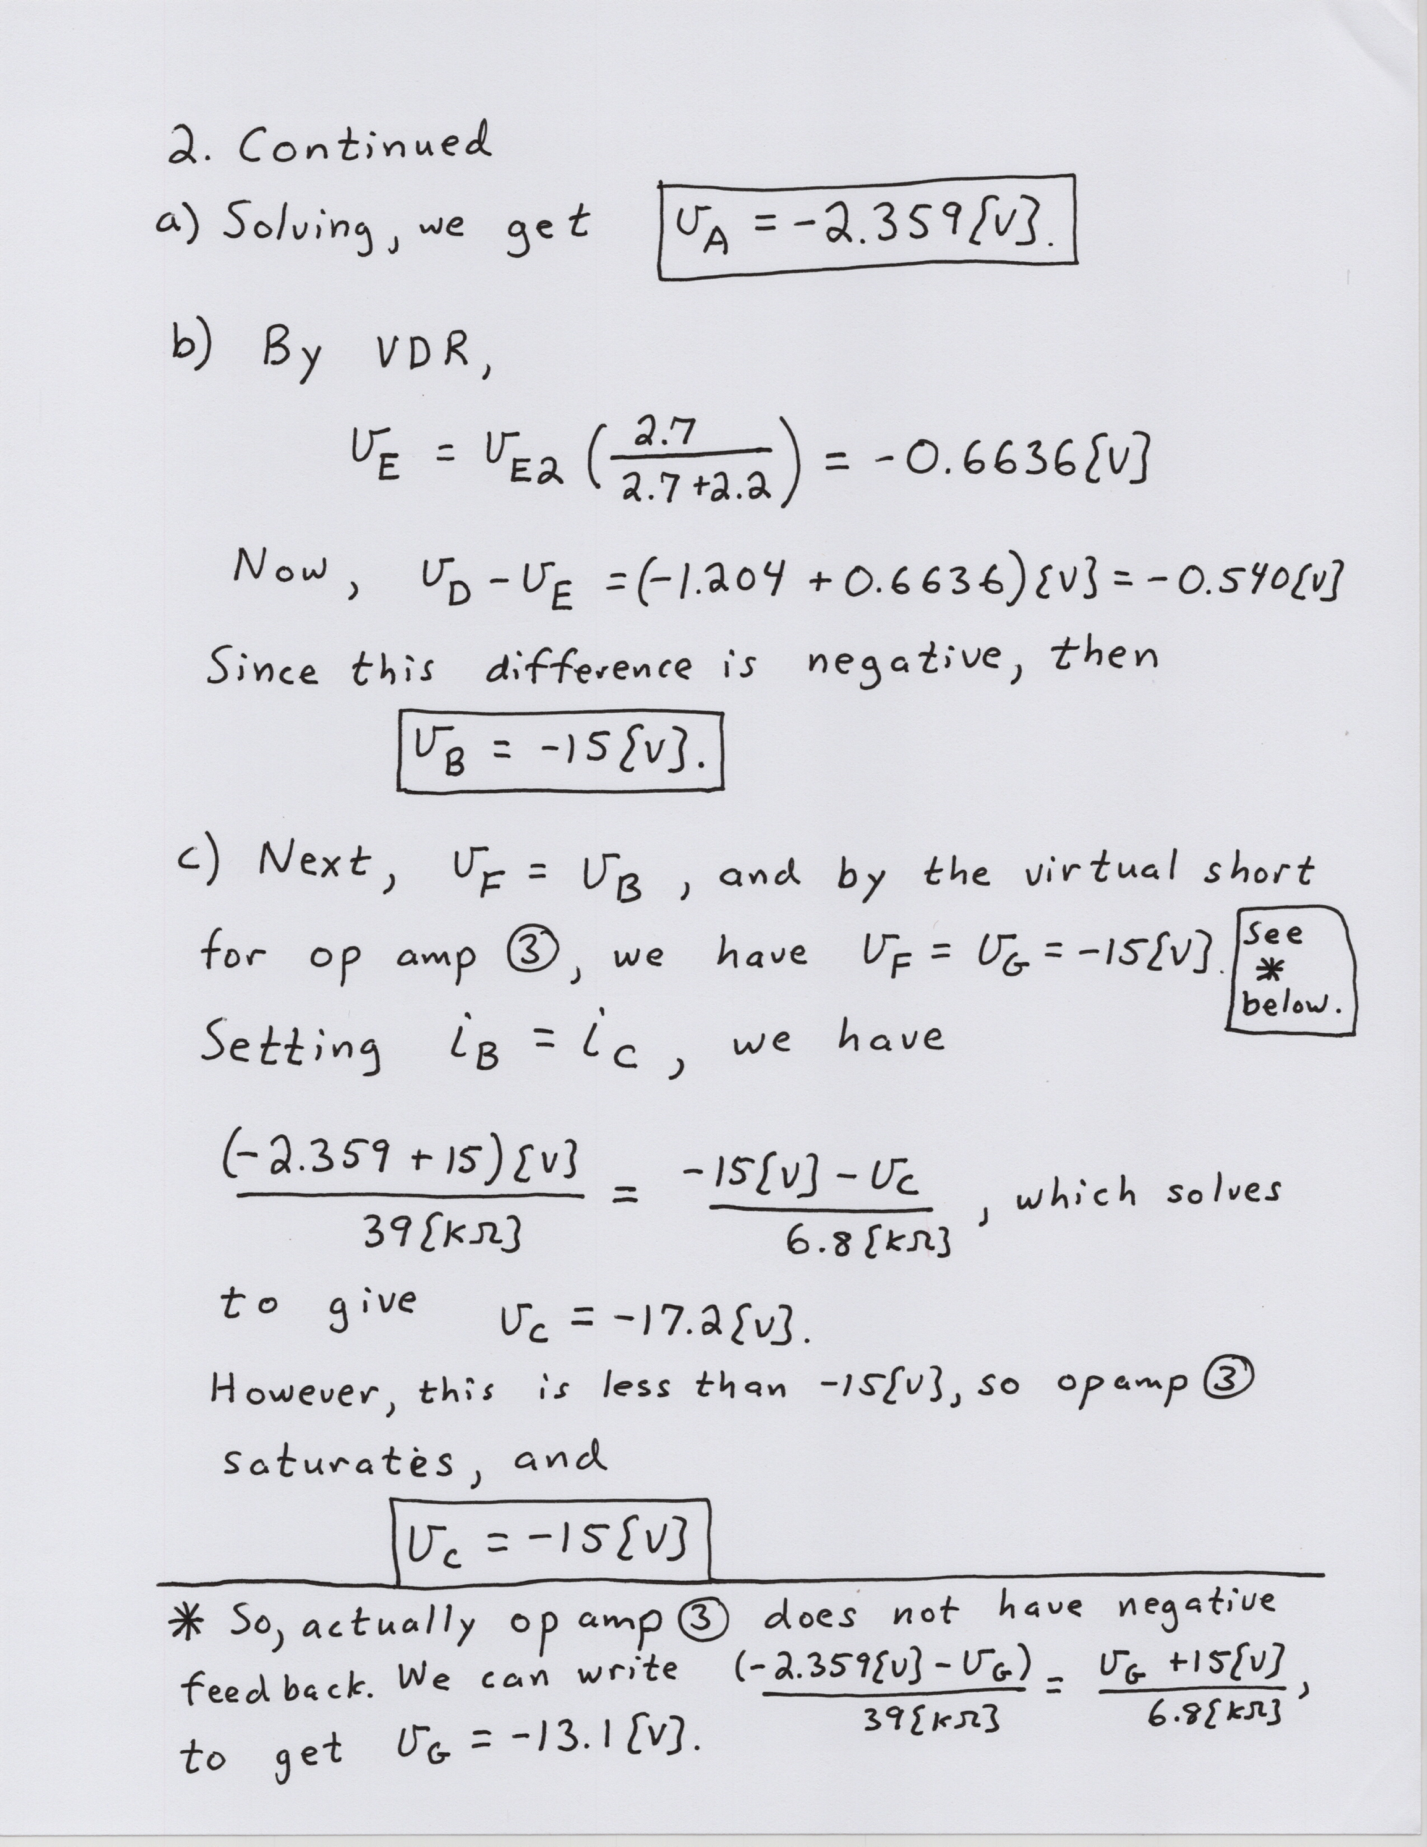 2. Continued
a) Solving, we get v_A = -2.359{V}.
b) By VDR,
v_E = v_E2 (2.7 / (2.7+2.2)) = -0.6636{V}
Now, v_D - v_E = (-1.204 + 0.6636){V} = -0.540{V}
Since this difference is negative, then
v_B = -15{V}.
c) Next, v_F = v_B, and by the virtual short
for op amp ③, we have v_F = v_G = -15{V}.
See
*
below.
Setting i_B = i_C, we have
(-2.359 + 15){V} / 39{kΩ} = (-15{V} - v_C) / 6.8{kΩ}, which solves
to give v_C = -17.2{V}.
However, this is less than -15{V}, so op amp ③
saturates, and
v_C = -15{V}
* So, actually op amp ③ does not have negative
feedback. We can write (-2.359{V} - v_G) / 39{kΩ} = (v_G + 15{V}) / 6.8{kΩ},
to get v_G = -13.1{V}.